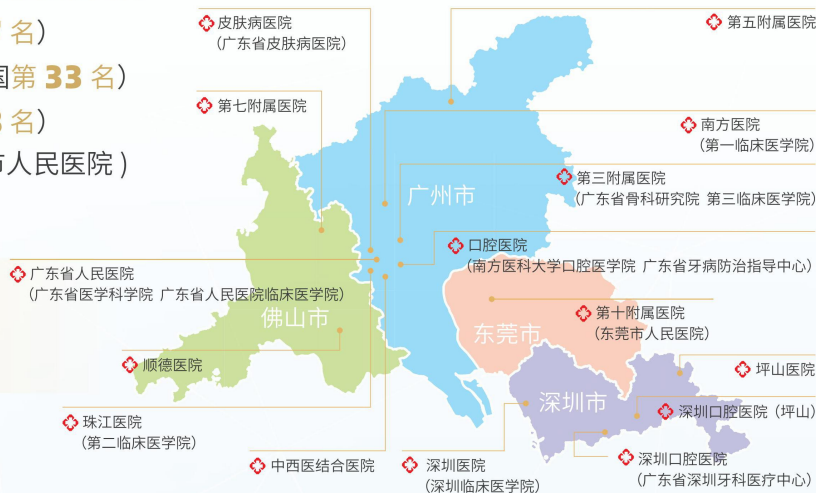 名）
国第 33 名）
名）
市人民医院 )
皮肤病医院
（广东省皮肤病医院）
第五附属医院
第七附属医院
南方医院
（第一临床医学院）
广州市
第三附属医院
（广东省骨科研究院 第三临床医学院）
口腔医院
（南方医科大学口腔医学院 广东省牙病防治指导中心）
广东省人民医院
（广东省医学科学院 广东省人民医院临床医学院）
佛山市
东莞市
第十附属医院
（东莞市人民医院）
顺德医院
坪山医院
深圳市
深圳口腔医院（坪山）
珠江医院
（第二临床医学院）
中西医结合医院
深圳医院
（深圳临床医学院）
深圳口腔医院
（广东省深圳牙科医疗中心）